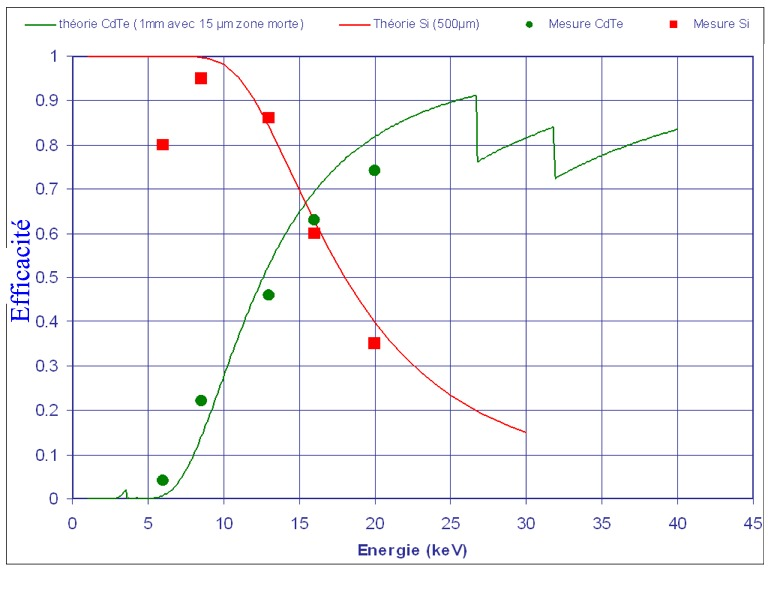 théorie CdTe (1mm avec 15 µm zone morte)
Théorie Si (500µm)
Mesure CdTe
Mesure Si
1
0.9
0.8
0.7
0.6
0.5
0.4
0.3
0.2
0.1
0
Efficacité
0 5 10 15 20 25 30 35 40 45
Energie (keV)